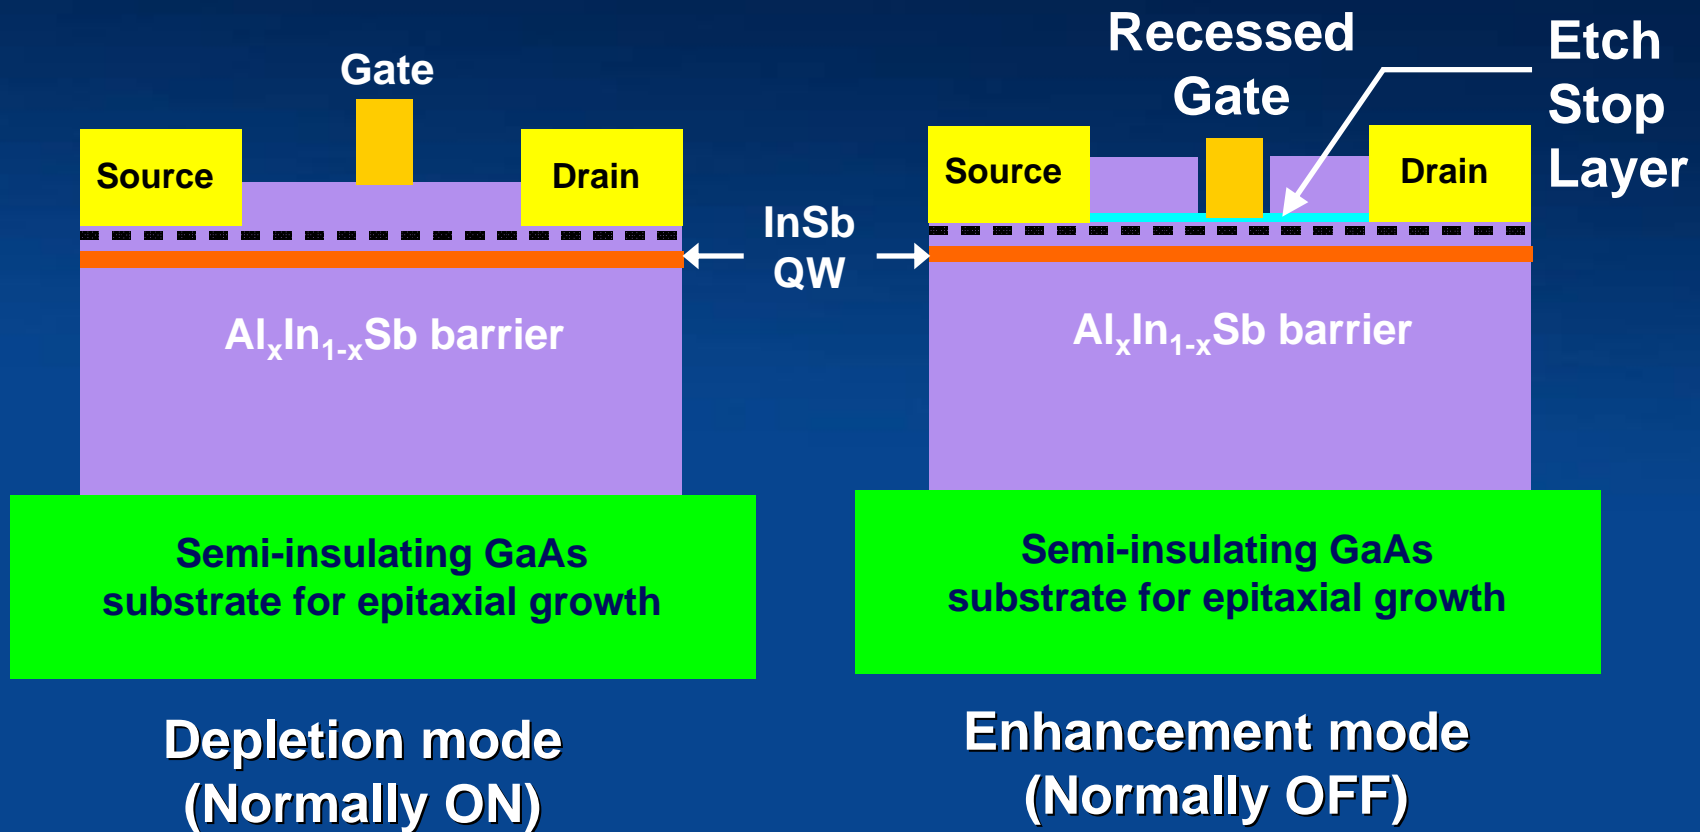 Gate
Source
Drain
AlₓIn₁₋ₓSb barrier
Semi-insulating GaAs
substrate for epitaxial growth
Depletion mode
(Normally ON)
InSb
QW
Recessed
Gate
Etch
Stop
Layer
Source
Drain
AlₓIn₁₋ₓSb barrier
Semi-insulating GaAs
substrate for epitaxial growth
Enhancement mode
(Normally OFF)